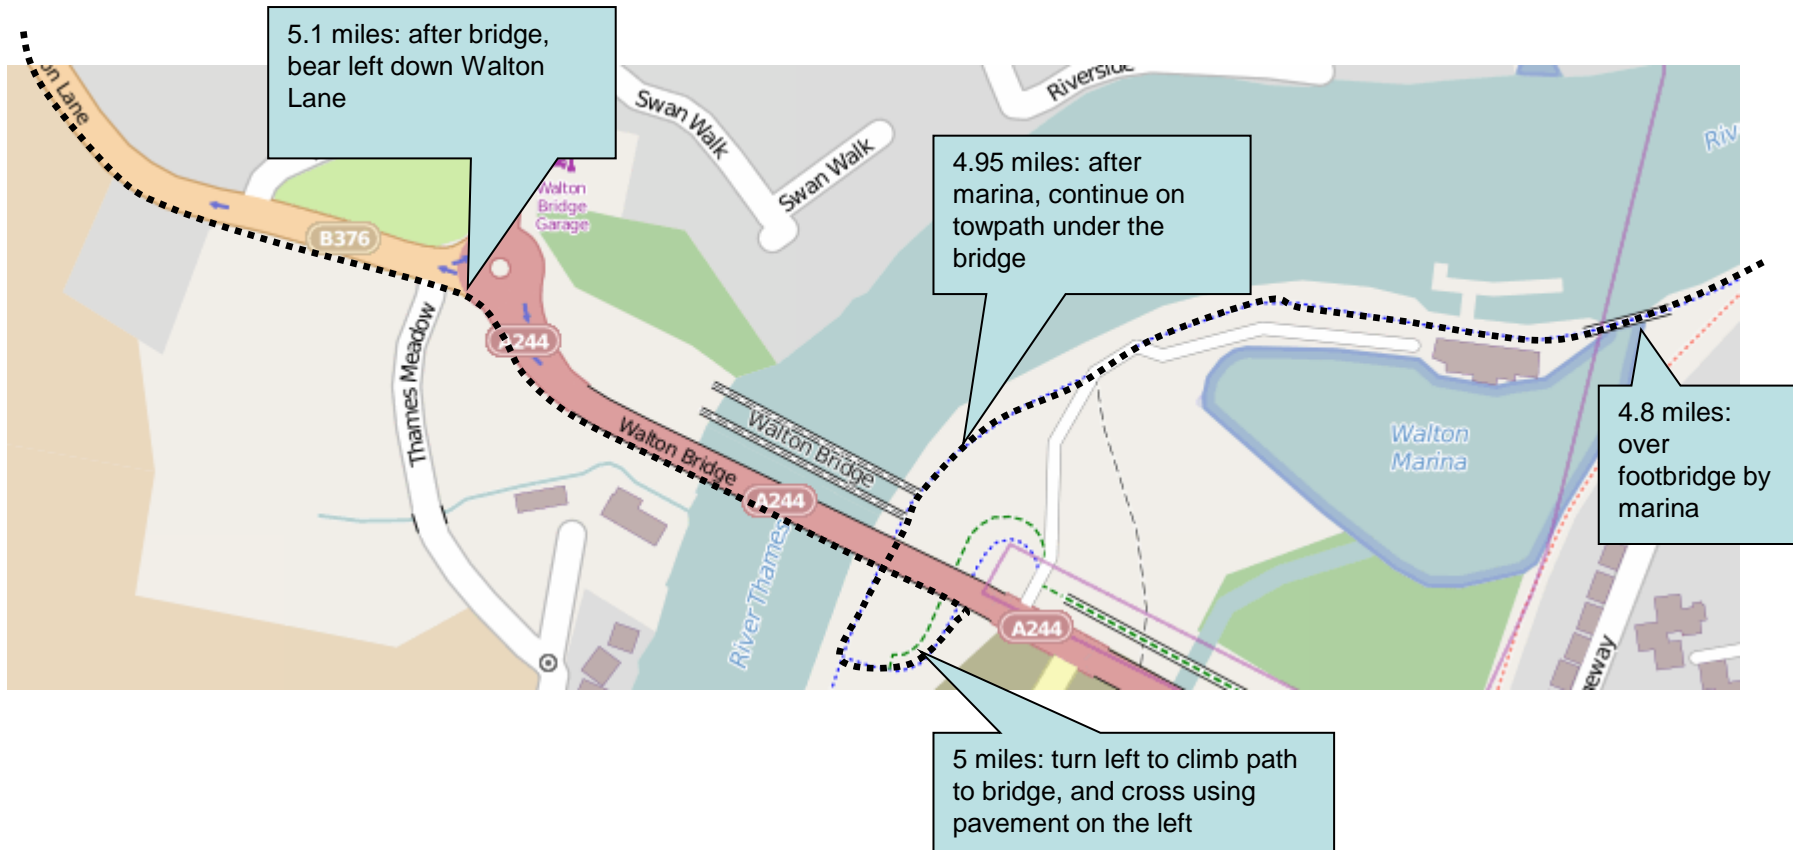 5.1 miles: after bridge,
bear left down Walton
Lane
on Lane
B376
Walton
Bridge
Garage
Swan Walk
Swan Walk
Riverside
4.95 miles: after
marina, continue on
towpath under the
bridge
A244
Thames Meadow
Walton Bridge
Walton Bridge
A244
River Thames
A244
Walton
Marina
4.8 miles:
over
footbridge by
marina
5 miles: turn left to climb path
to bridge, and cross using
pavement on the left